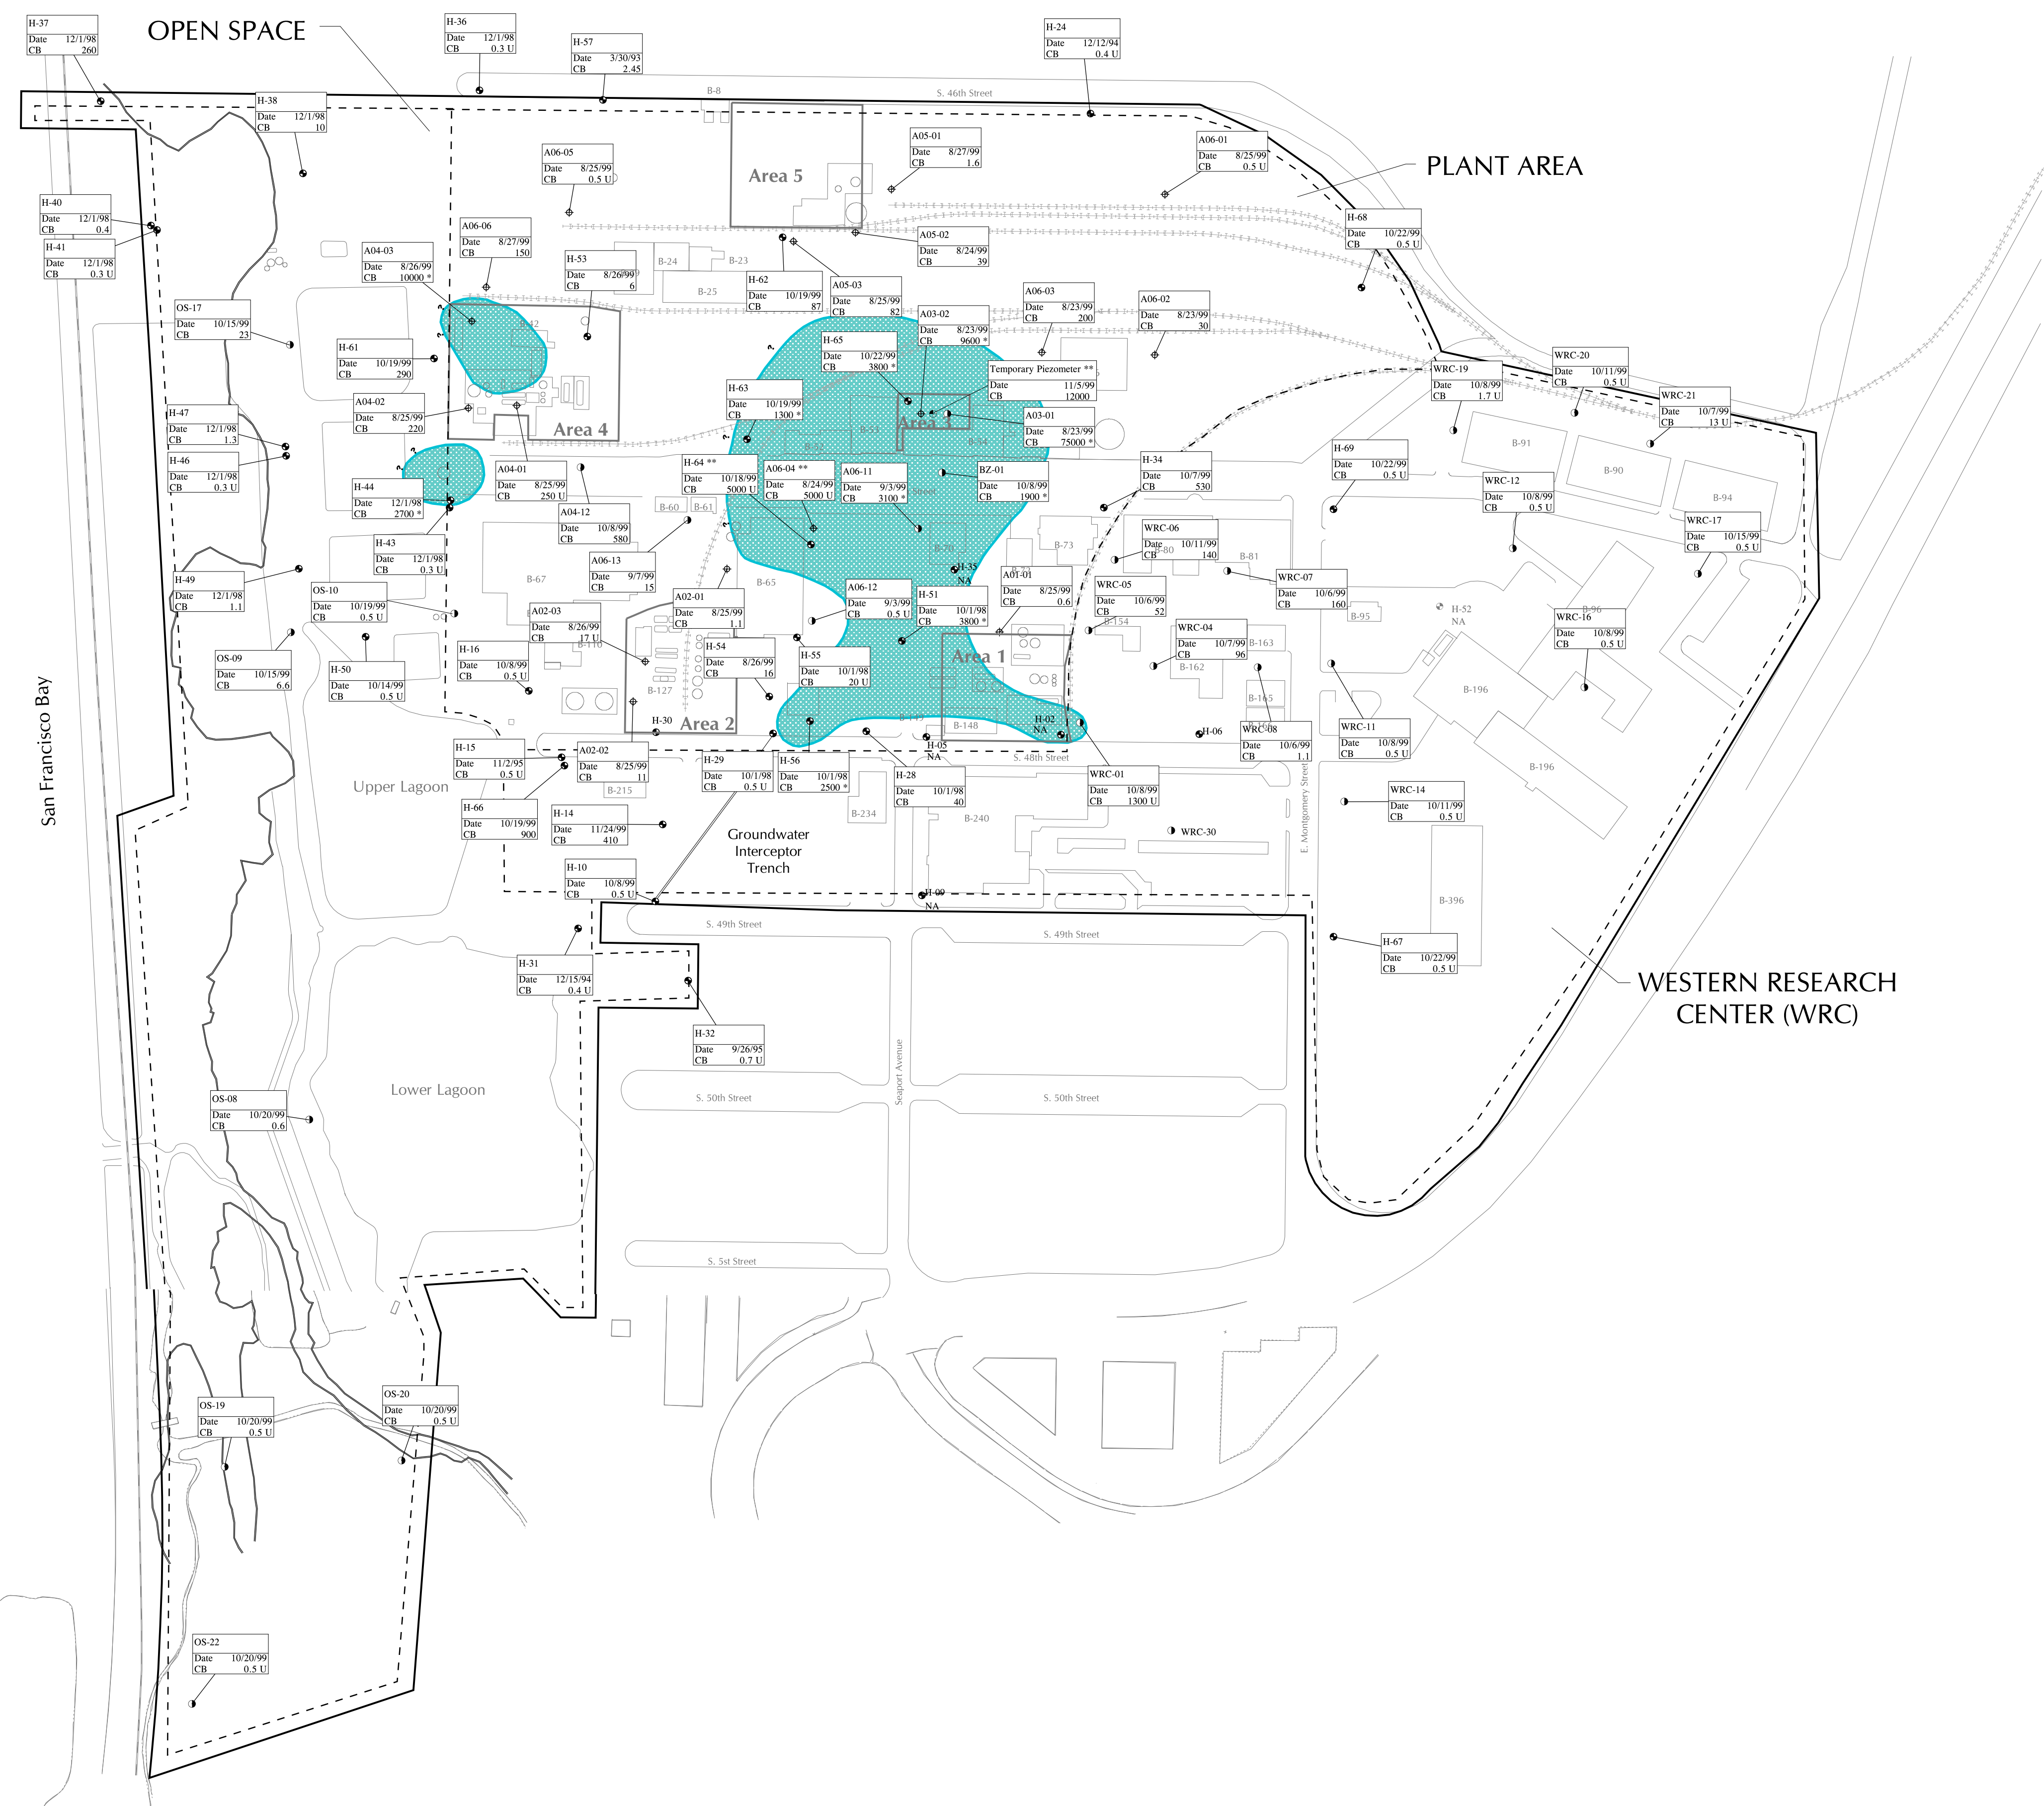 H-37
Date 12/1/98
CB 260
OPEN SPACE
H-36
Date 12/1/98
CB 0.3 U
H-57
Date 3/30/93
CB 2.45
H-24
Date 12/12/94
CB 0.4 U
B-8
S. 46th Street
H-38
Date 12/1/98
CB 10
A06-05
Date 8/25/99
CB 0.5 U
Area 5
A05-01
Date 8/27/99
CB 1.6
A06-01
Date 8/25/99
CB 0.5 U
PLANT AREA
H-40
Date 12/1/98
CB 0.4
H-41
Date 12/1/98
CB 0.3 U
A04-03
Date 8/26/99
CB 10000 *
A06-06
Date 8/27/99
CB 150
H-53
Date 8/26/99
CB 6
B-24
B-23
B-25
A05-02
Date 8/24/99
CB 39
H-68
Date 10/22/99
CB 0.5 U
H-62
Date 10/19/99
CB 87
A05-03
Date 8/25/99
CB 82
A03-02
Date 8/23/99
CB 9600 *
A06-03
Date 8/23/99
CB 200
A06-02
Date 8/23/99
CB 30
OS-17
Date 10/15/99
CB 23
?
B-42
?
H-61
Date 10/19/99
CB 290
H-65
Date 10/22/99
CB 3800 *
?
Temporary Piezometer **
Date 11/5/99
CB 12000
WRC-19
Date 10/8/99
CB 1.7 U
WRC-20
Date 10/11/99
CB 0.5 U
WRC-21
Date 10/7/99
CB 13 U
H-63
Date 10/19/99
CB 1300 *
A04-02
Date 8/25/99
CB 220
Area 4
H-47
Date 12/1/98
CB 1.3
H-46
Date 12/1/98
CB 0.3 U
B-53
Area 3
B-54
B-52
?
A03-01
Date 8/23/99
CB 75000 *
B-91
B-90
B-94
?
?
H-44
Date 12/1/98
CB 2700 *
A04-01
Date 8/25/99
CB 250 U
H-64 **
Date 10/18/99
CB 5000 U
A06-04 **
Date 8/24/99
CB 5000 U
A06-11
Date 9/3/99
CB 3100 *
Street
BZ-01
Date 10/8/99
CB 1900 *
H-34
Date 10/7/99
CB 530
H-69
Date 10/22/99
CB 0.5 U
WRC-12
Date 10/8/99
CB 0.5 U
WRC-17
Date 10/15/99
CB 0.5 U
A04-12
Date 10/8/99
CB 580
B-60
B-61
?
H-43
Date 12/1/98
CB 0.3 U
A06-13
Date 9/7/99
CB 15
B-67
B-65
B-70
H-35
NA
B-73
B-72
WRC-06
Date 10/11/99
CB 140
B-80
B-81
H-49
Date 12/1/98
CB 1.1
OS-10
Date 10/19/99
CB 0.5 U
A02-03
Date 8/26/99
CB 17 U
B-110
A02-01
Date 8/25/99
CB 1.1
A06-12
Date 9/3/99
CB 0.5 U
H-51
Date 10/1/98
CB 3800 *
A01-01
Date 8/25/99
CB 0.6
WRC-05
Date 10/6/99
CB 52
B-154
WRC-07
Date 10/6/99
CB 160
B-95
H-52
NA
B-96
WRC-16
Date 10/8/99
CB 0.5 U
OS-09
Date 10/15/99
CB 6.6
H-50
Date 10/14/99
CB 0.5 U
H-16
Date 10/8/99
CB 0.5 U
B-127
H-54
Date 8/26/99
CB 16
H-55
Date 10/1/98
CB 20 U
Area 1
WRC-04
Date 10/7/99
CB 96
B-162
B-163
B-165
B-196
San Francisco Bay
H-30
Area 2
B-143
B-148
H-02
NA
H-05
NA
H-06
WRC-08
Date 10/6/99
CB 1.1
WRC-11
Date 10/8/99
CB 0.5 U
S. 48th Street
H-15
Date 11/2/95
CB 0.5 U
A02-02
Date 8/25/99
CB 11
H-29
Date 10/1/98
CB 0.5 U
H-56
Date 10/1/98
CB 2500 *
H-28
Date 10/1/98
CB 40
WRC-01
Date 10/8/99
CB 1300 U
B-196
Upper Lagoon
B-215
H-66
Date 10/19/99
CB 900
H-14
Date 11/24/99
CB 410
B-234
B-240
WRC-30
E. Montgomery Street
WRC-14
Date 10/11/99
CB 0.5 U
Groundwater
Interceptor
Trench
H-10
Date 10/8/99
CB 0.5 U
H-09
NA
B-396
S. 49th Street
S. 49th Street
H-67
Date 10/22/99
CB 0.5 U
H-31
Date 12/15/94
CB 0.4 U
WESTERN RESEARCH
CENTER (WRC)
H-32
Date 9/26/95
CB 0.7 U
Seaport Avenue
Lower Lagoon
OS-08
Date 10/20/99
CB 0.6
S. 50th Street
S. 50th Street
S. 5st Street
OS-19
Date 10/20/99
CB 0.5 U
OS-20
Date 10/20/99
CB 0.5 U
OS-22
Date 10/20/99
CB 0.5 U